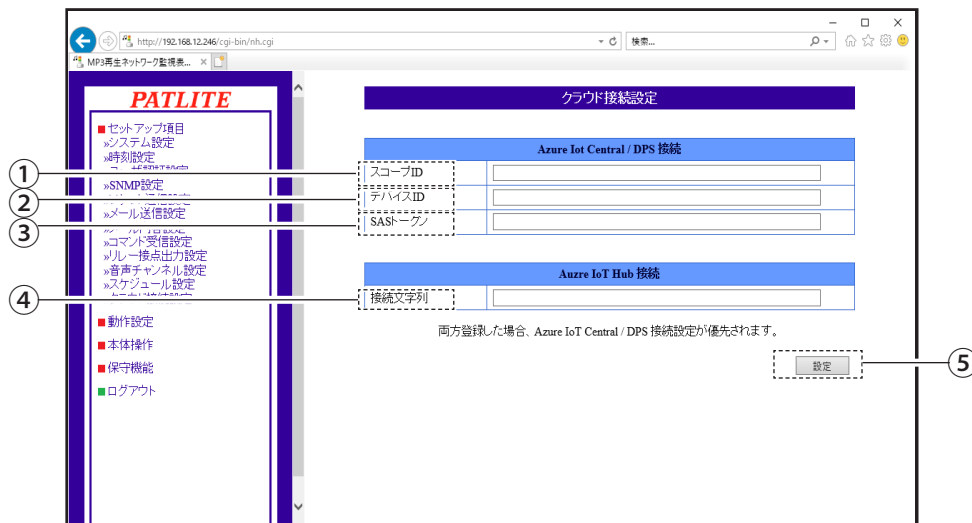 http://192.168.12.246/cgi-bin/nh.cgi
検索...
MP3再生ネットワーク監視表...
PATLITE
セットアップ項目
»システム設定
»時刻設定
»SNMP設定
»メール送信設定
»コマンド受信設定
»リレー接点出力設定
»音声チャンネル設定
»スケジュール設定
動作設定
本体操作
保守機能
ログアウト
クラウド接続設定
Azure Iot Central / DPS 接続
① スコープID
② デバイスID
③ SASトークン
Auzre IoT Hub 接続
④ 接続文字列
両方登録した場合、Azure IoT Central / DPS 接続設定が優先されます。
設定 ⑤